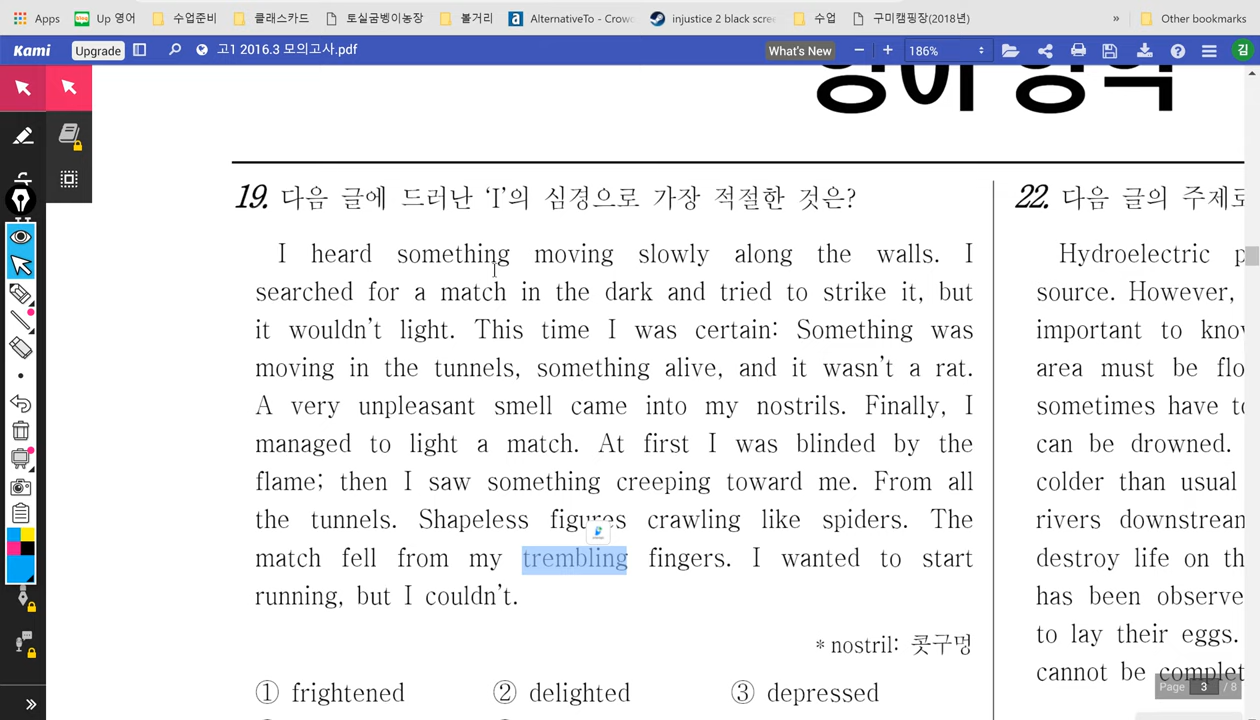 Apps
Up 영어
수업준비
클래스카드
토실굼벵이농장
볼거리
AlternativeTo - Crowd
injustice 2 black scree
수업
구미캠핑장(2018년)
»
Other bookmarks
Kami
Upgrade
고1 2016.3 모의고사.pdf
What's New
186%
김
19. 다음 글에 드러난 ‘I’의 심경으로 가장 적절한 것은?
I heard something moving slowly along the walls. I
searched for a match in the dark and tried to strike it, but
it wouldn’t light. This time I was certain: Something was
moving in the tunnels, something alive, and it wasn’t a rat.
A very unpleasant smell came into my nostrils. Finally, I
managed to light a match. At first I was blinded by the
flame; then I saw something creeping toward me. From all
the tunnels. Shapeless figures crawling like spiders. The
match fell from my trembling fingers. I wanted to start
running, but I couldn’t.
* nostril: 콧구멍
① frightened ② delighted ③ depressed
22. 다음 글의 주제로
Hydroelectric p
source. However,
important to know
area must be flo
sometimes have to
can be drowned.
colder than usual
rivers downstream
destroy life on th
has been observe
to lay their eggs.
cannot be complet
Page 3 / 8